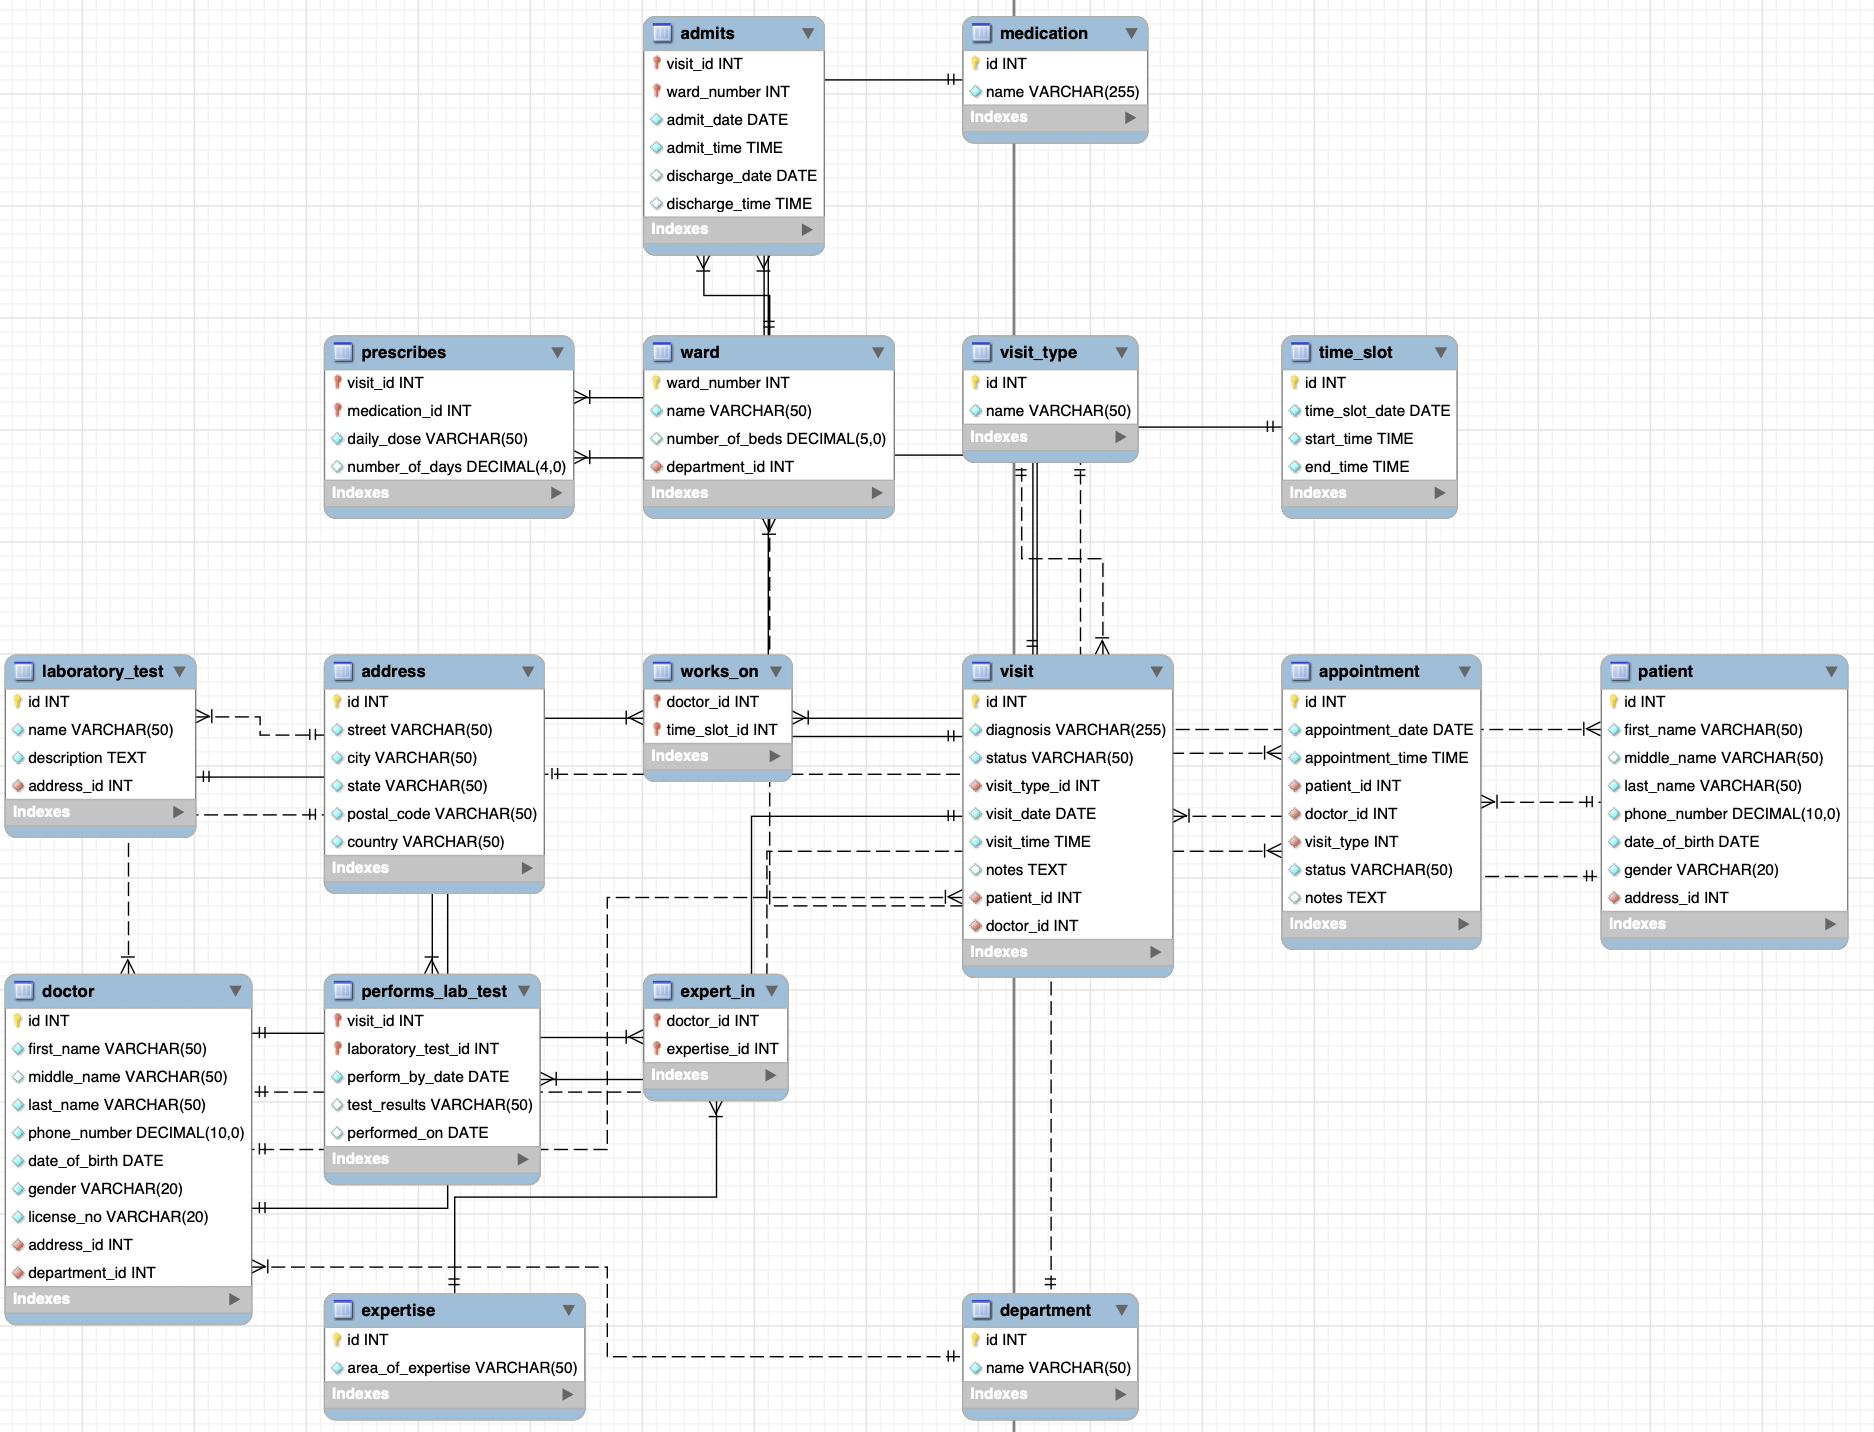 admits
visit_id INT
ward_number INT
admit_date DATE
admit_time TIME
discharge_date DATE
discharge_time TIME
Indexes
medication
id INT
name VARCHAR(255)
Indexes
prescribes
visit_id INT
medication_id INT
daily_dose VARCHAR(50)
number_of_days DECIMAL(4,0)
Indexes
ward
ward_number INT
name VARCHAR(50)
number_of_beds DECIMAL(5,0)
department_id INT
Indexes
visit_type
id INT
name VARCHAR(50)
Indexes
time_slot
id INT
time_slot_date DATE
start_time TIME
end_time TIME
Indexes
laboratory_test
id INT
name VARCHAR(50)
description TEXT
address_id INT
Indexes
address
id INT
street VARCHAR(50)
city VARCHAR(50)
state VARCHAR(50)
postal_code VARCHAR(50)
country VARCHAR(50)
Indexes
works_on
doctor_id INT
time_slot_id INT
Indexes
visit
id INT
diagnosis VARCHAR(255)
status VARCHAR(50)
visit_type_id INT
visit_date DATE
visit_time TIME
notes TEXT
patient_id INT
doctor_id INT
Indexes
appointment
id INT
appointment_date DATE
appointment_time TIME
patient_id INT
doctor_id INT
visit_type INT
status VARCHAR(50)
notes TEXT
Indexes
patient
id INT
first_name VARCHAR(50)
middle_name VARCHAR(50)
last_name VARCHAR(50)
phone_number DECIMAL(10,0)
date_of_birth DATE
gender VARCHAR(20)
address_id INT
Indexes
doctor
id INT
first_name VARCHAR(50)
middle_name VARCHAR(50)
last_name VARCHAR(50)
phone_number DECIMAL(10,0)
date_of_birth DATE
gender VARCHAR(20)
license_no VARCHAR(20)
address_id INT
department_id INT
Indexes
performs_lab_test
visit_id INT
laboratory_test_id INT
perform_by_date DATE
test_results VARCHAR(50)
performed_on DATE
Indexes
expert_in
doctor_id INT
expertise_id INT
Indexes
expertise
id INT
area_of_expertise VARCHAR(50)
Indexes
department
id INT
name VARCHAR(50)
Indexes